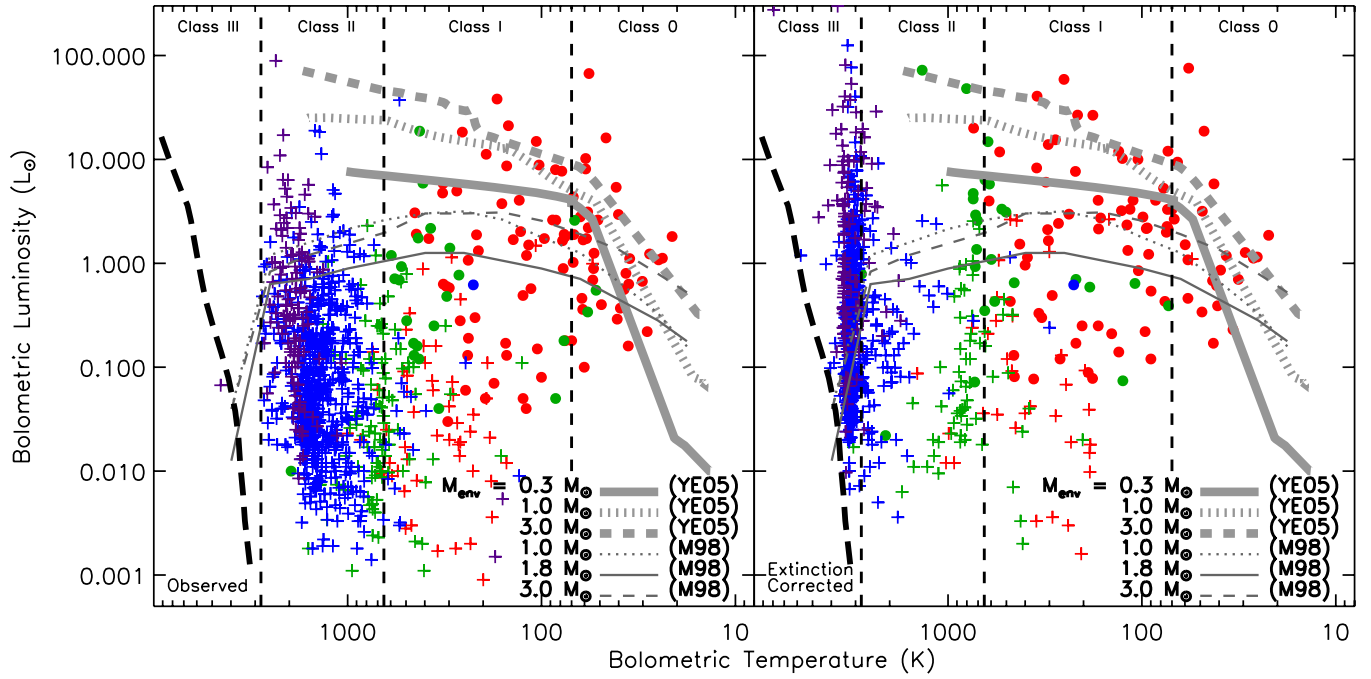 Class III Class II Class I Class 0 Class III Class II Class I Class 0
100.000
10.000
1.000
0.100
0.010
0.001
Bolometric Luminosity (L⊙)
Menv = 0.3 M⊙ (YE05)
1.0 M⊙ (YE05)
3.0 M⊙ (YE05)
1.0 M⊙ (M98)
1.8 M⊙ (M98)
3.0 M⊙ (M98)
Observed
Menv = 0.3 M⊙ (YE05)
1.0 M⊙ (YE05)
3.0 M⊙ (YE05)
1.0 M⊙ (M98)
1.8 M⊙ (M98)
3.0 M⊙ (M98)
Extinction
Corrected
1000 100 10 1000 100 10
Bolometric Temperature (K)